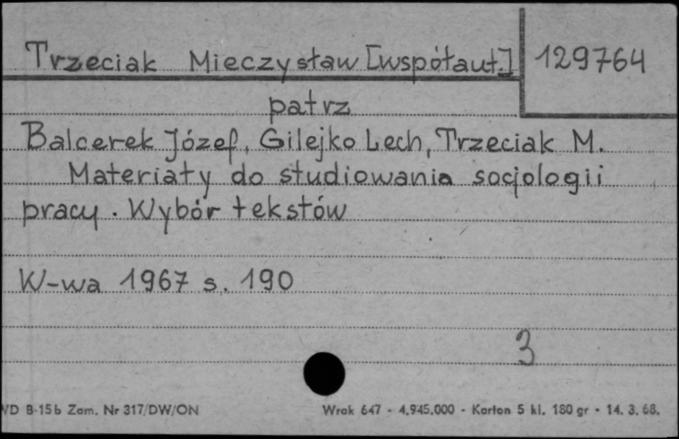 Trzeciak Mieczysław [współaut.] 129764
patrz
Balcerek Józef, Gilejko Lech, Trzeciak M.
Materiały do studiowania socjologii
pracy. Wybór tekstów
W-wa 1967 s. 190
3
WD B-15b Zam. Nr 317/DW/ON Wrak 647 - 4.945.000 - Karton 5 kl. 180 gr - 14. 3. 68.